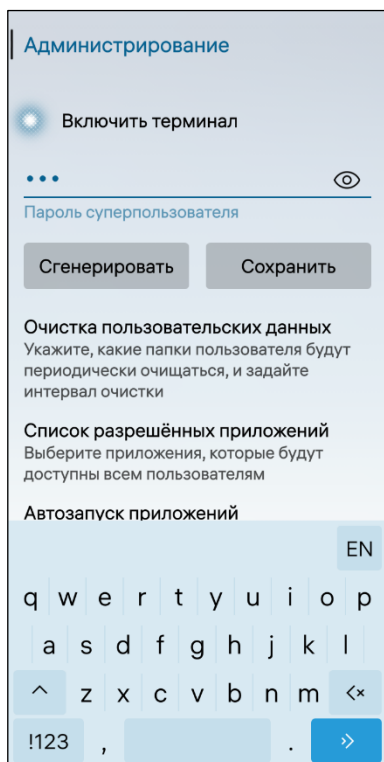 Администрирование
Включить терминал
•••
Пароль суперпользователя
Сгенерировать Сохранить
Очистка пользовательских данных
Укажите, какие папки пользователя будут
периодически очищаться, и задайте
интервал очистки
Список разрешённых приложений
Выберите приложения, которые будут
доступны всем пользователям
Автозапуск приложений
EN
q w e r t y u i o p
a s d f g h j k l
z x c v b n m
!123 , .